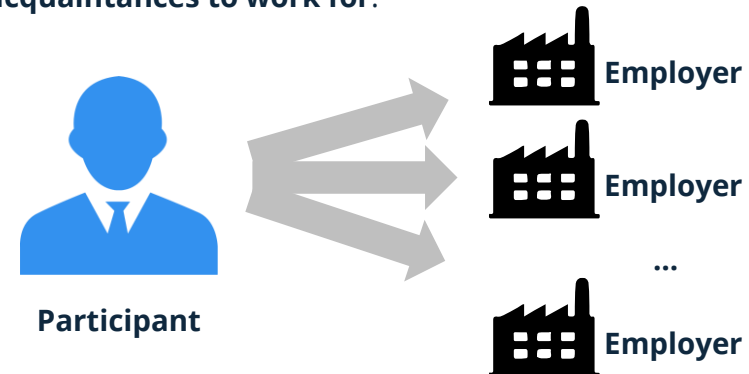 acquaintances to work for.
Employer
Employer
...
Participant
Employer